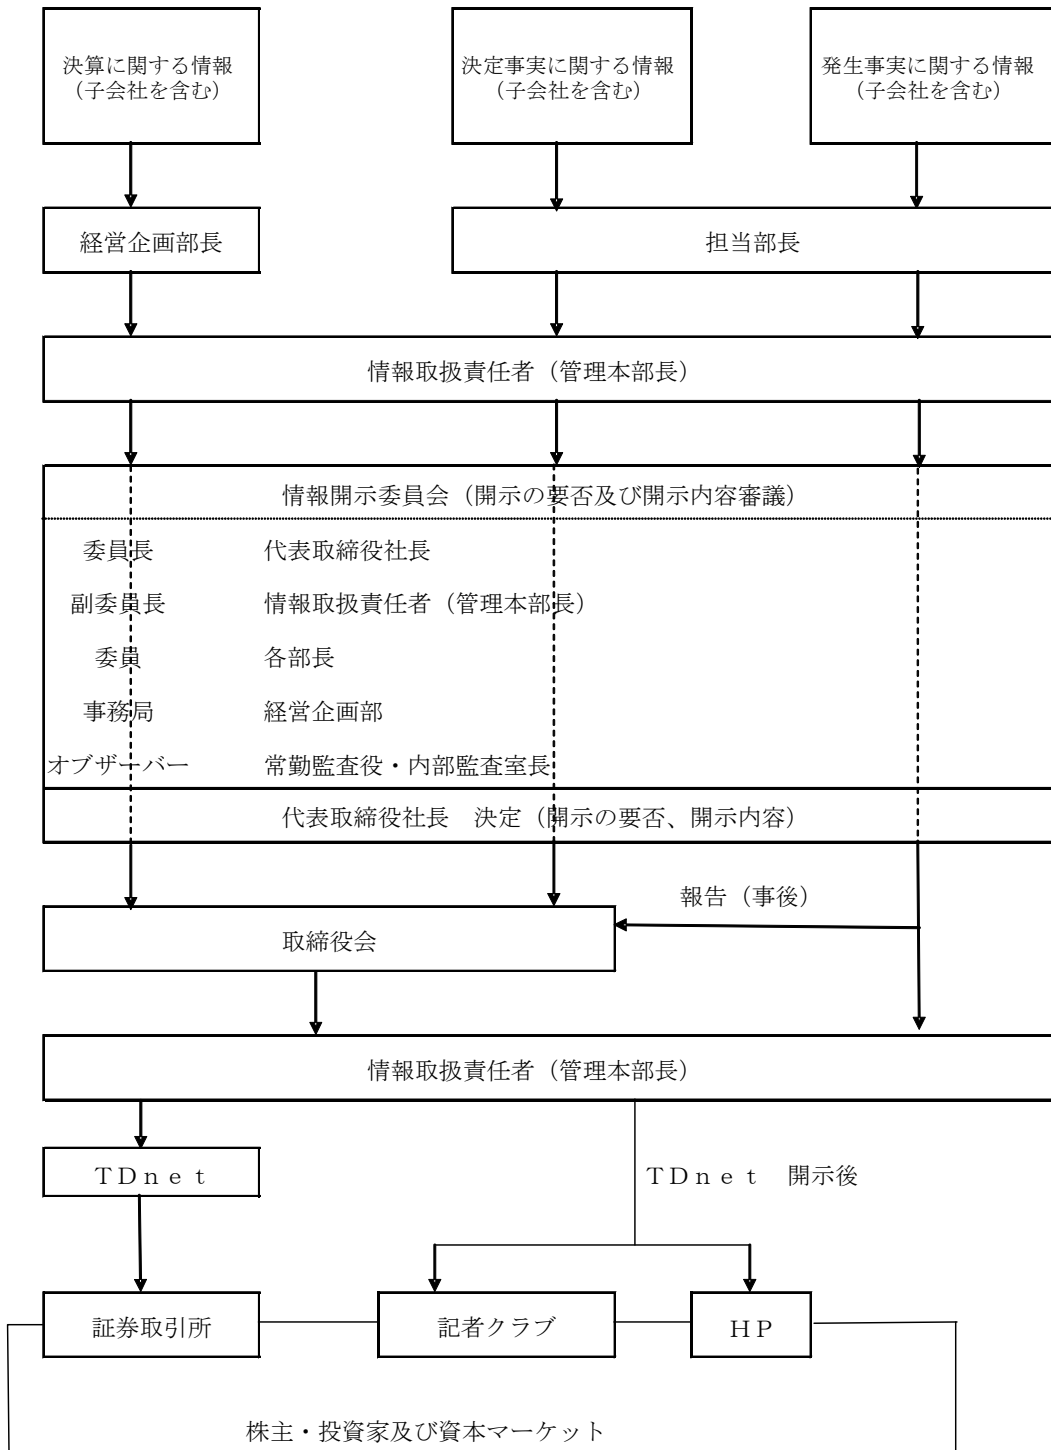 決算に関する情報
（子会社を含む）
決定事実に関する情報
（子会社を含む）
発生事実に関する情報
（子会社を含む）
経営企画部長
担当部長
情報取扱責任者（管理本部長）
情報開示委員会（開示の要否及び開示内容審議）
委員長　代表取締役社長
副委員長　情報取扱責任者（管理本部長）
委員　各部長
事務局　経営企画部
オブザーバー　常勤監査役・内部監査室長
代表取締役社長　決定（開示の要否、開示内容）
報告（事後）
取締役会
情報取扱責任者（管理本部長）
ＴＤｎｅｔ
ＴＤｎｅｔ　開示後
証券取引所
記者クラブ
ＨＰ
株主・投資家及び資本マーケット